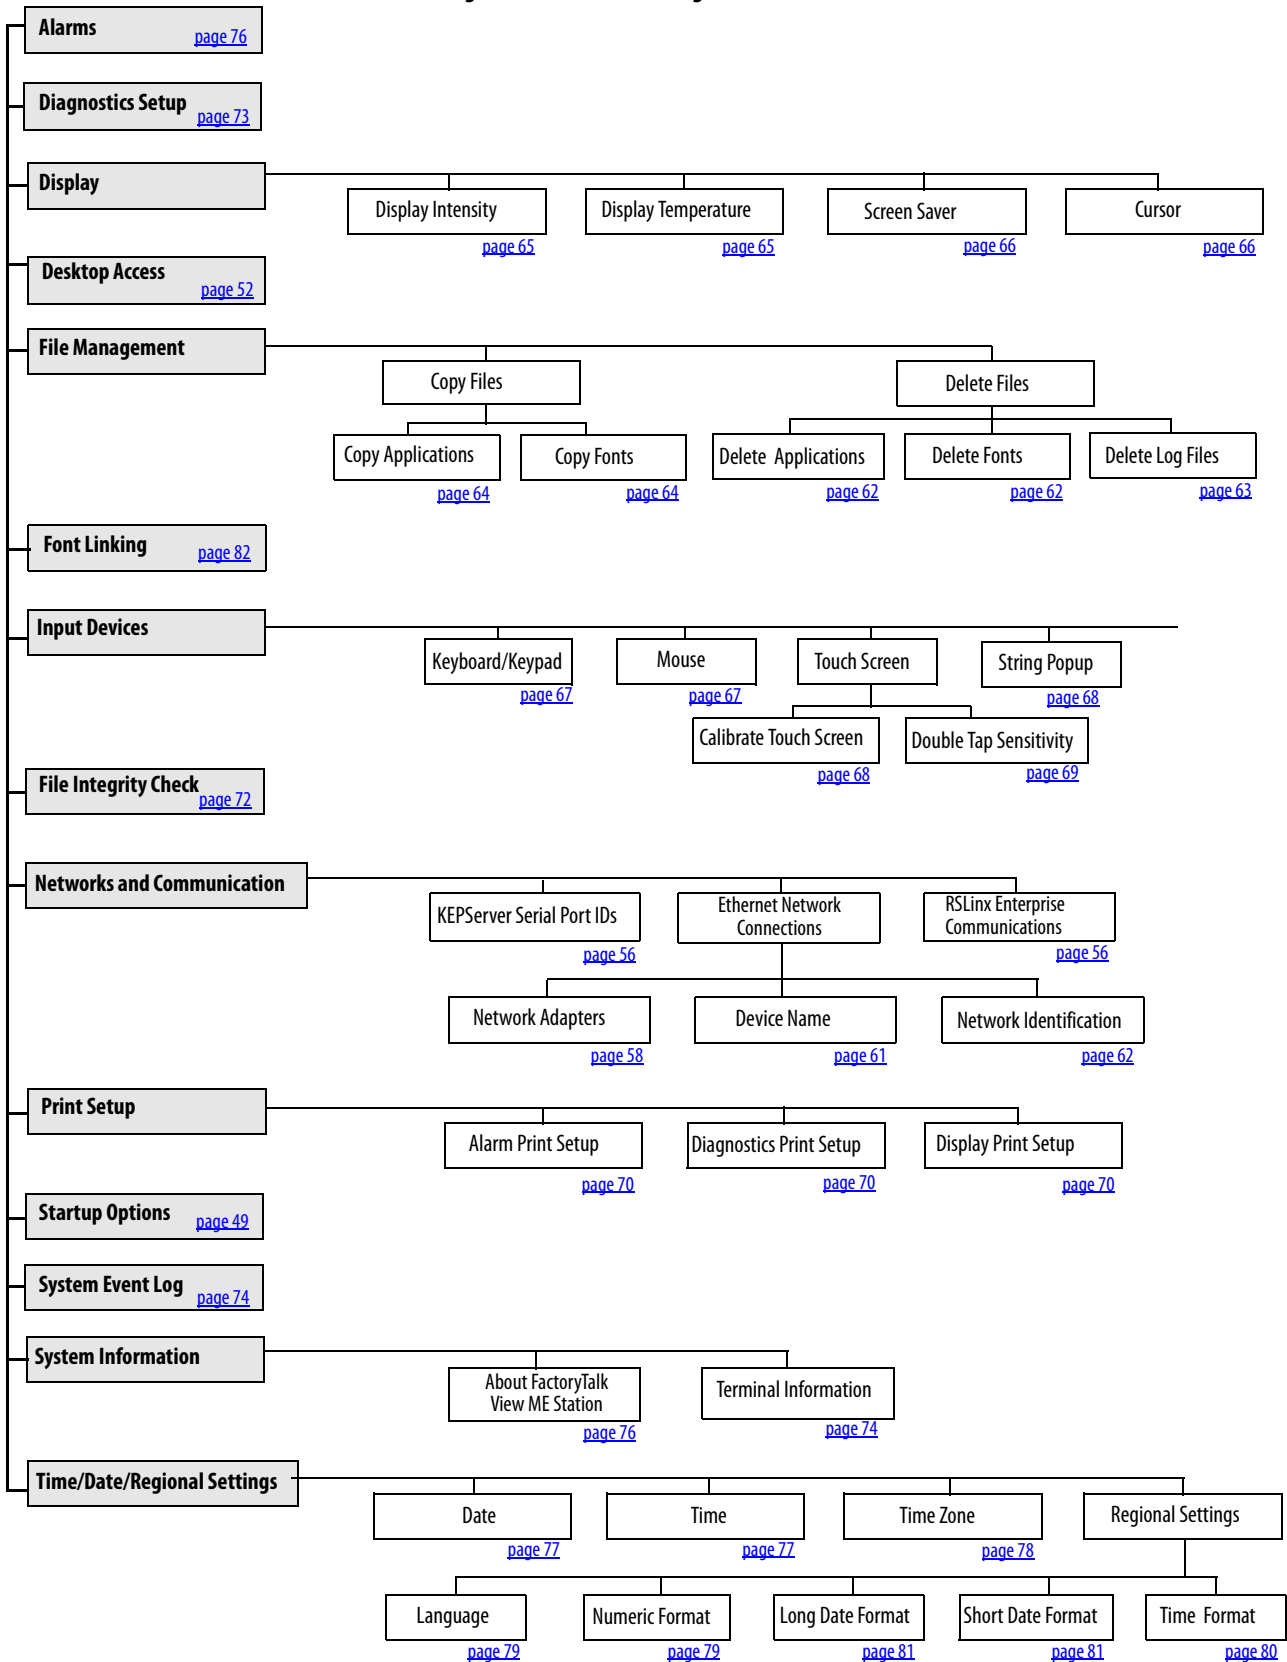 Alarms
page 76
Diagnostics Setup
page 73
Display
Display Intensity
Display Temperature
Screen Saver
Cursor
page 65
page 65
page 66
page 66
Desktop Access
page 52
File Management
Copy Files
Delete Files
Copy Applications
Copy Fonts
Delete Applications
Delete Fonts
Delete Log Files
page 64
page 64
page 62
page 62
page 63
Font Linking
page 82
Input Devices
Keyboard/Keypad
Mouse
Touch Screen
String Popup
page 67
page 67
page 68
Calibrate Touch Screen
Double Tap Sensitivity
page 68
page 69
File Integrity Check
page 72
Networks and Communication
KEPServer Serial Port IDs
Ethernet Network
Connections
RSLinx Enterprise
Communications
page 56
page 56
Network Adapters
Device Name
Network Identification
page 58
page 61
page 62
Print Setup
Alarm Print Setup
Diagnostics Print Setup
Display Print Setup
page 70
page 70
page 70
Startup Options
page 49
System Event Log
page 74
System Information
About FactoryTalk
View ME Station
Terminal Information
page 76
page 74
Time/Date/Regional Settings
Date
Time
Time Zone
Regional Settings
page 77
page 77
page 78
Language
Numeric Format
Long Date Format
Short Date Format
Time Format
page 79
page 79
page 81
page 81
page 80